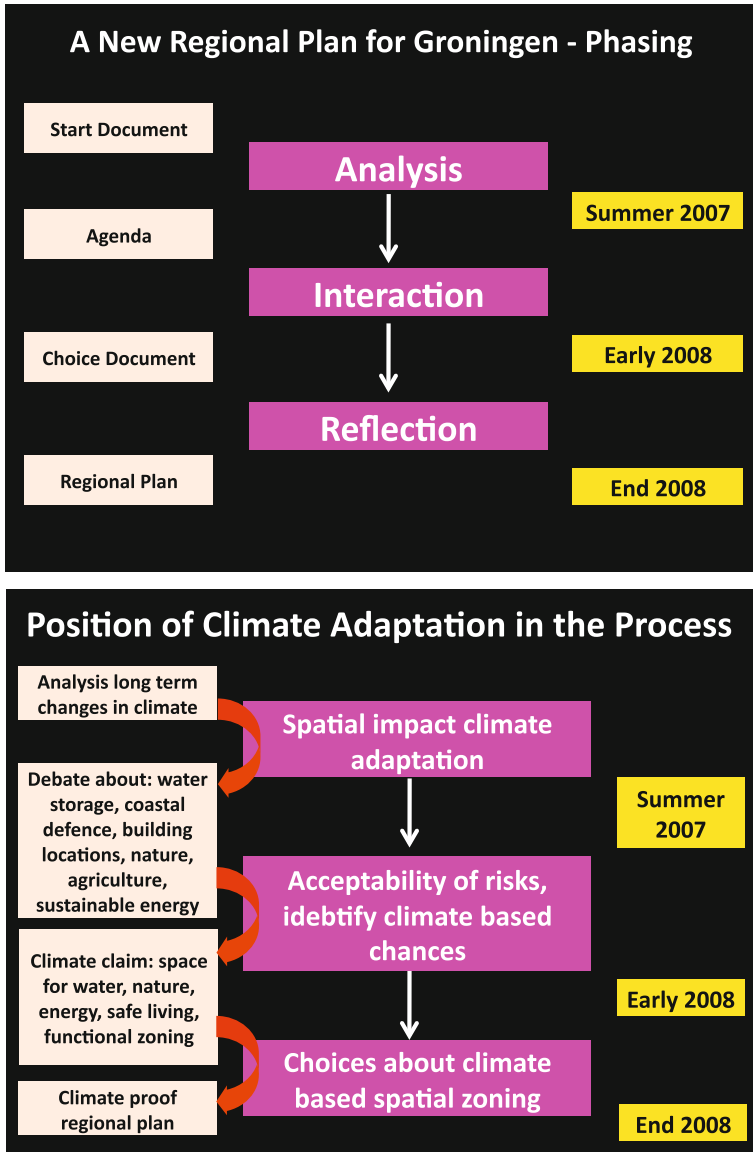 A New Regional Plan for Groningen - Phasing
Start Document
Analysis
Summer 2007
Agenda
Interaction
Early 2008
Choice Document
Reflection
Regional Plan
End 2008
Position of Climate Adaptation in the Process
Analysis long term
changes in climate
Spatial impact climate
adaptation
Summer
2007
Debate about: water
storage, coastal
defence, building
locations, nature,
agriculture,
sustainable energy
Acceptability of risks,
idebtify climate based
chances
Climate claim: space
for water, nature,
energy, safe living,
functional zoning
Early 2008
Choices about climate
based spatial zoning
Climate proof
regional plan
End 2008